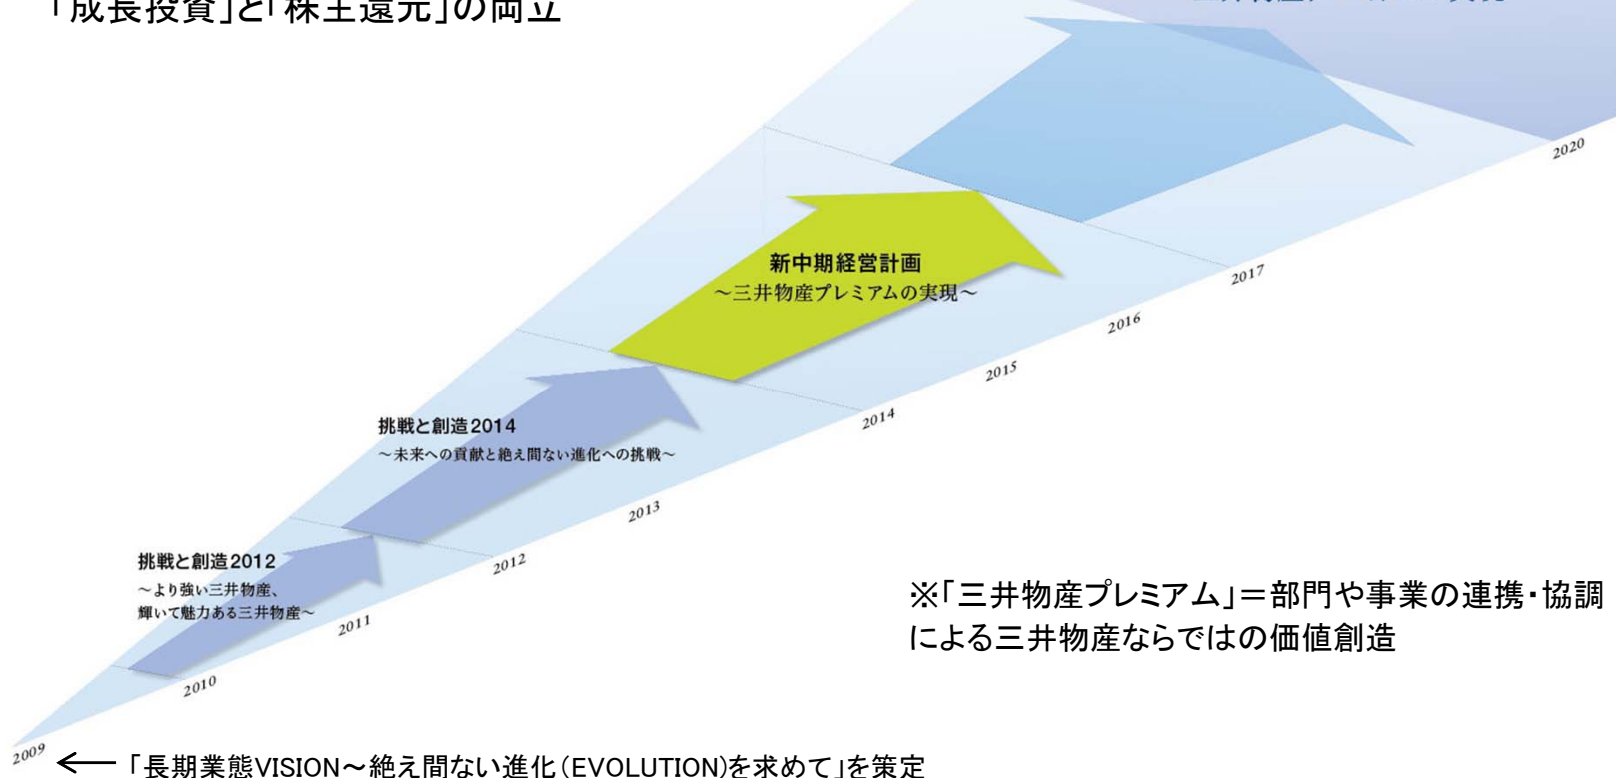 「成長投資」と「株主還元」の両立
2020
新中期経営計画
～三井物産プレミアムの実現～
2017
2016
2015
2014
挑戦と創造2014
～未来への貢献と絶え間ない進化への挑戦～
2013
2012
挑戦と創造2012
～より強い三井物産、
輝いて魅力ある三井物産～
2011
2010
※「三井物産プレミアム」＝部門や事業の連携・協調
による三井物産ならではの価値創造
2009
「長期業態VISION～絶え間ない進化（EVOLUTION)を求めて」を策定